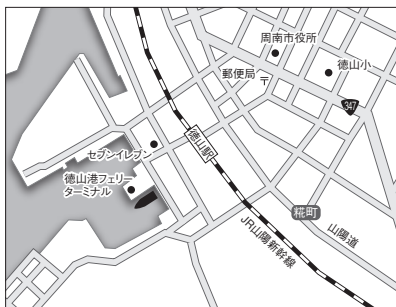 周南市役所
徳山小
郵便局
347
徳山駅
セブンイレブン
徳山港フェリー
ターミナル
糀町
山陽道
JR山陽新幹線